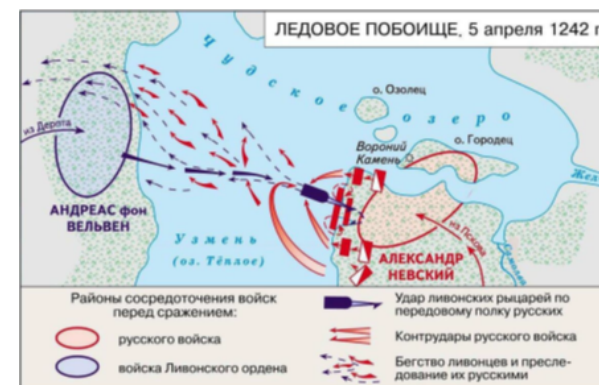 ЛЕДОВОЕ ПОБОИЩЕ, 5 апреля 1242 г
Чудское озеро
о. Озолец
о. Городец
Вороний
Камень
из Дерпта
АНДРЕАС фон
ВЕЛЬВЕН
Узмень
(оз. Тёплое)
из Пскова
АЛЕКСАНДР
НЕВСКИЙ
Жел
Районы сосредоточения войск
перед сражением:
русского войска
войска Ливонского ордена
Удар ливонских рыцарей по
передовому полку русских
Контрудары русского войска
Бегство ливонцев и пресле-
дование их русскими